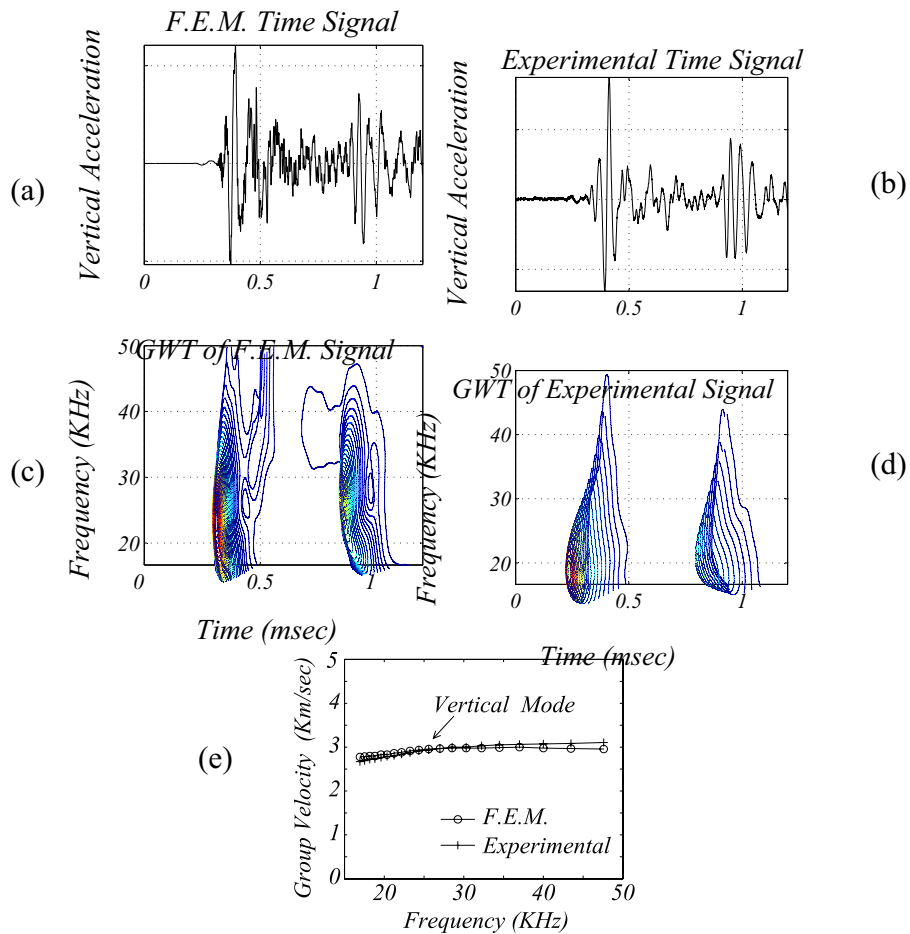 F.E.M. Time Signal
Vertical Acceleration
(a)
0 0.5 1
Experimental Time Signal
Vertical Acceleration
(b)
0 0.5 1
GWT of F.E.M. Signal
Frequency (KHz)
(c)
50
40
30
20
0 0.5 1
Time (msec)
GWT of Experimental Signal
Frequency (KHz)
(d)
50
40
30
20
0 0.5 1
Time (msec)
(e)
Group Velocity (Km/sec)
5
4
3
2
1
0
Vertical Mode
F.E.M.
Experimental
20 30 40 50
Frequency (KHz)